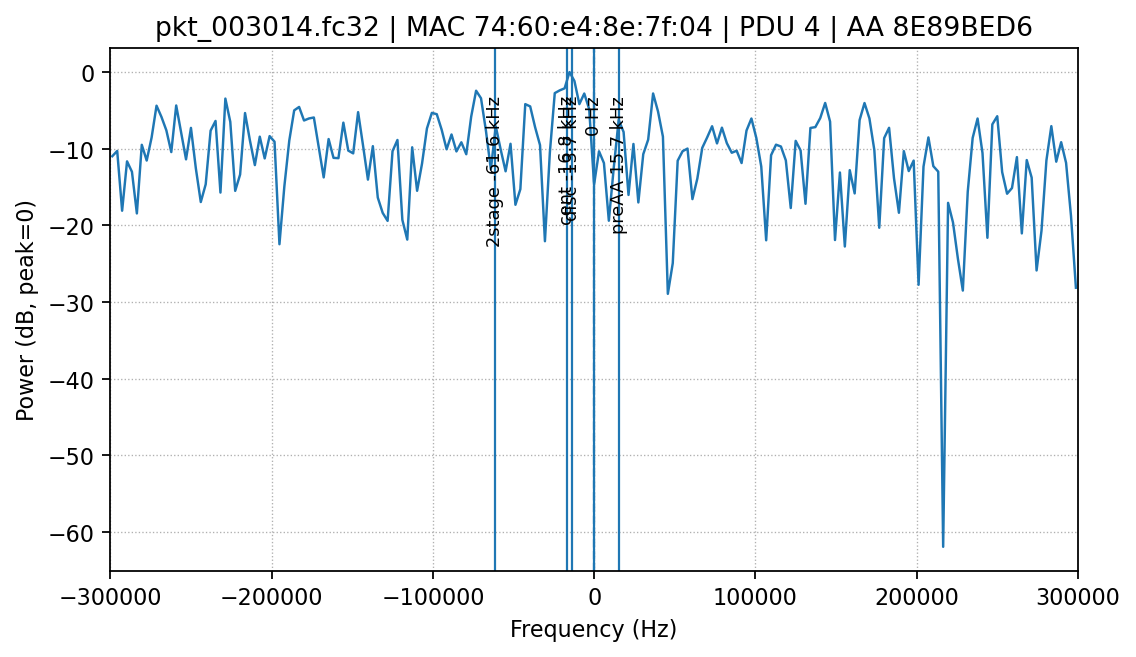 pkt_003014.fc32 | MAC 74:60:e4:8e:7f:04 | PDU 4 | AA 8E89BED6
Power (dB, peak=0)
0
−10
−20
−30
−40
−50
−60
2stage -61.6 kHz
0 Hz
preAA 15.7 kHz
−300000
−200000
−100000
0
100000
200000
300000
Frequency (Hz)